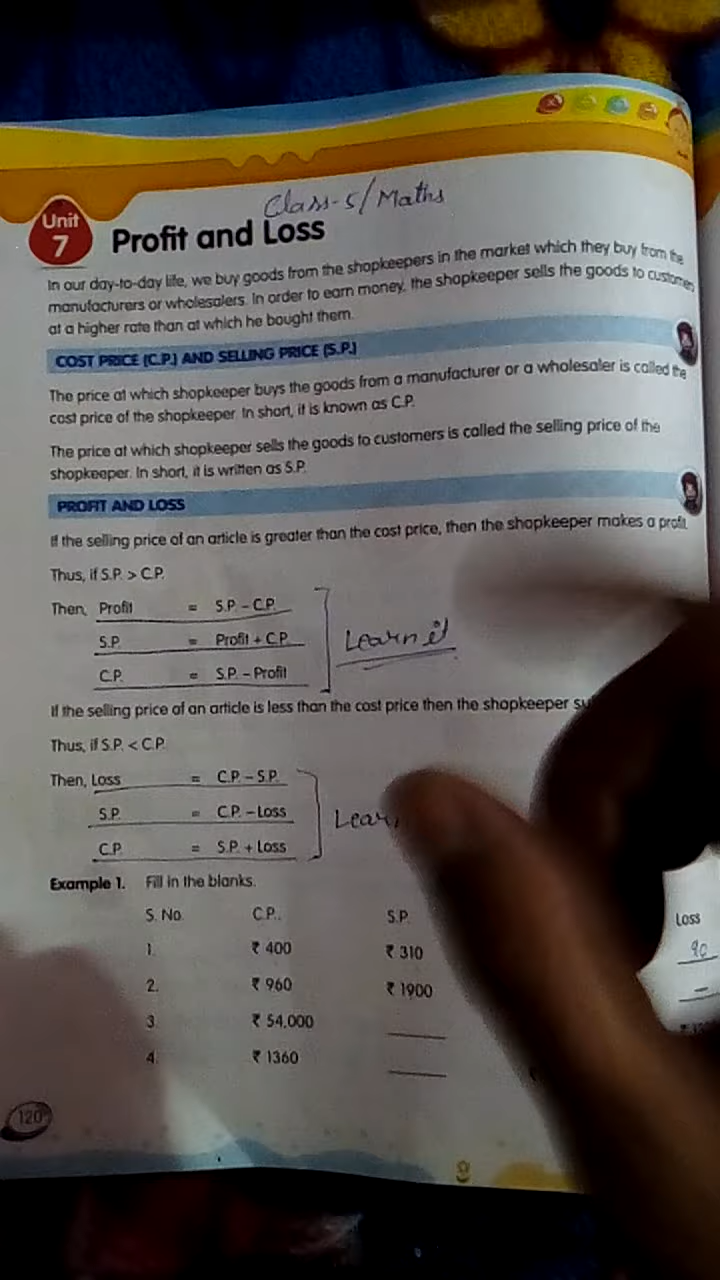 Class-5/Maths
Unit
7
Profit and Loss
In our day-to-day life, we buy goods from the shopkeepers in the market which they buy from the
manufacturers or wholesalers. In order to earn money, the shopkeeper sells the goods to customers
at a higher rate than at which he bought them.
COST PRICE (C.P.) AND SELLING PRICE (S.P.)
The price at which shopkeeper buys the goods from a manufacturer or a wholesaler is called the
cost price of the shopkeeper. In short, it is known as C.P.
The price at which shopkeeper sells the goods to customers is called the selling price of the
shopkeeper. In short, it is written as S.P.
PROFIT AND LOSS
If the selling price of an article is greater than the cost price, then the shopkeeper makes a profit.
Thus, if S.P. > C.P.
Then, Profit = S.P. – C.P.
S.P. = Profit + C.P.
Learn it
C.P. = S.P. – Profit
If the selling price of an article is less than the cost price then the shopkeeper
Thus, if S.P. < C.P.
Then, Loss = C.P. – S.P.
S.P. = C.P. – Loss
C.P. = S.P. + Loss
Example 1. Fill in the blanks.
S. No. C.P. S.P. Loss
1. ₹ 400 ₹ 310 90
2. ₹ 960 ₹ 1900 –
3. ₹ 54,000
4. ₹ 1360
120